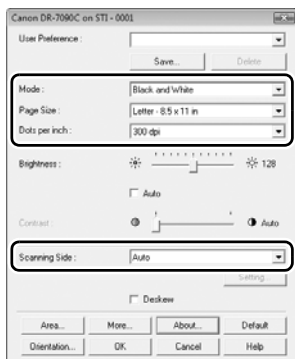 Canon DR-7090C on STI - 0001
User Preference :
Save... Delete
Mode : Black and White
Page Size : Letter - 8.5 x 11 in
Dots per inch : 300 dpi
Brightness : 128
Auto
Contrast : Auto
Scanning Side : Auto
Setting...
Deskew
Area... More... About... Default
Orientation... OK Cancel Help